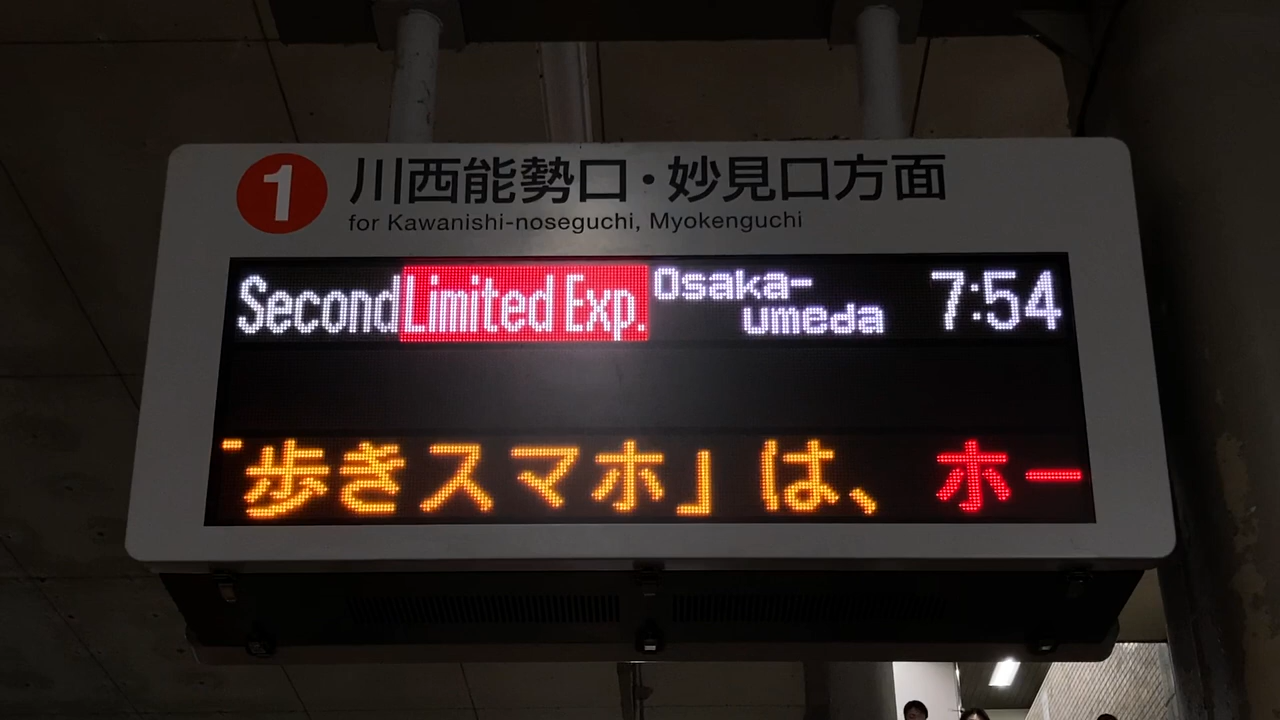 1 川西能勢口・妙見口方面
for Kawanishi-noseguchi, Myokenguchi
Second Limited Exp. Osaka-umeda 7:54
「歩きスマホ」は、ホー